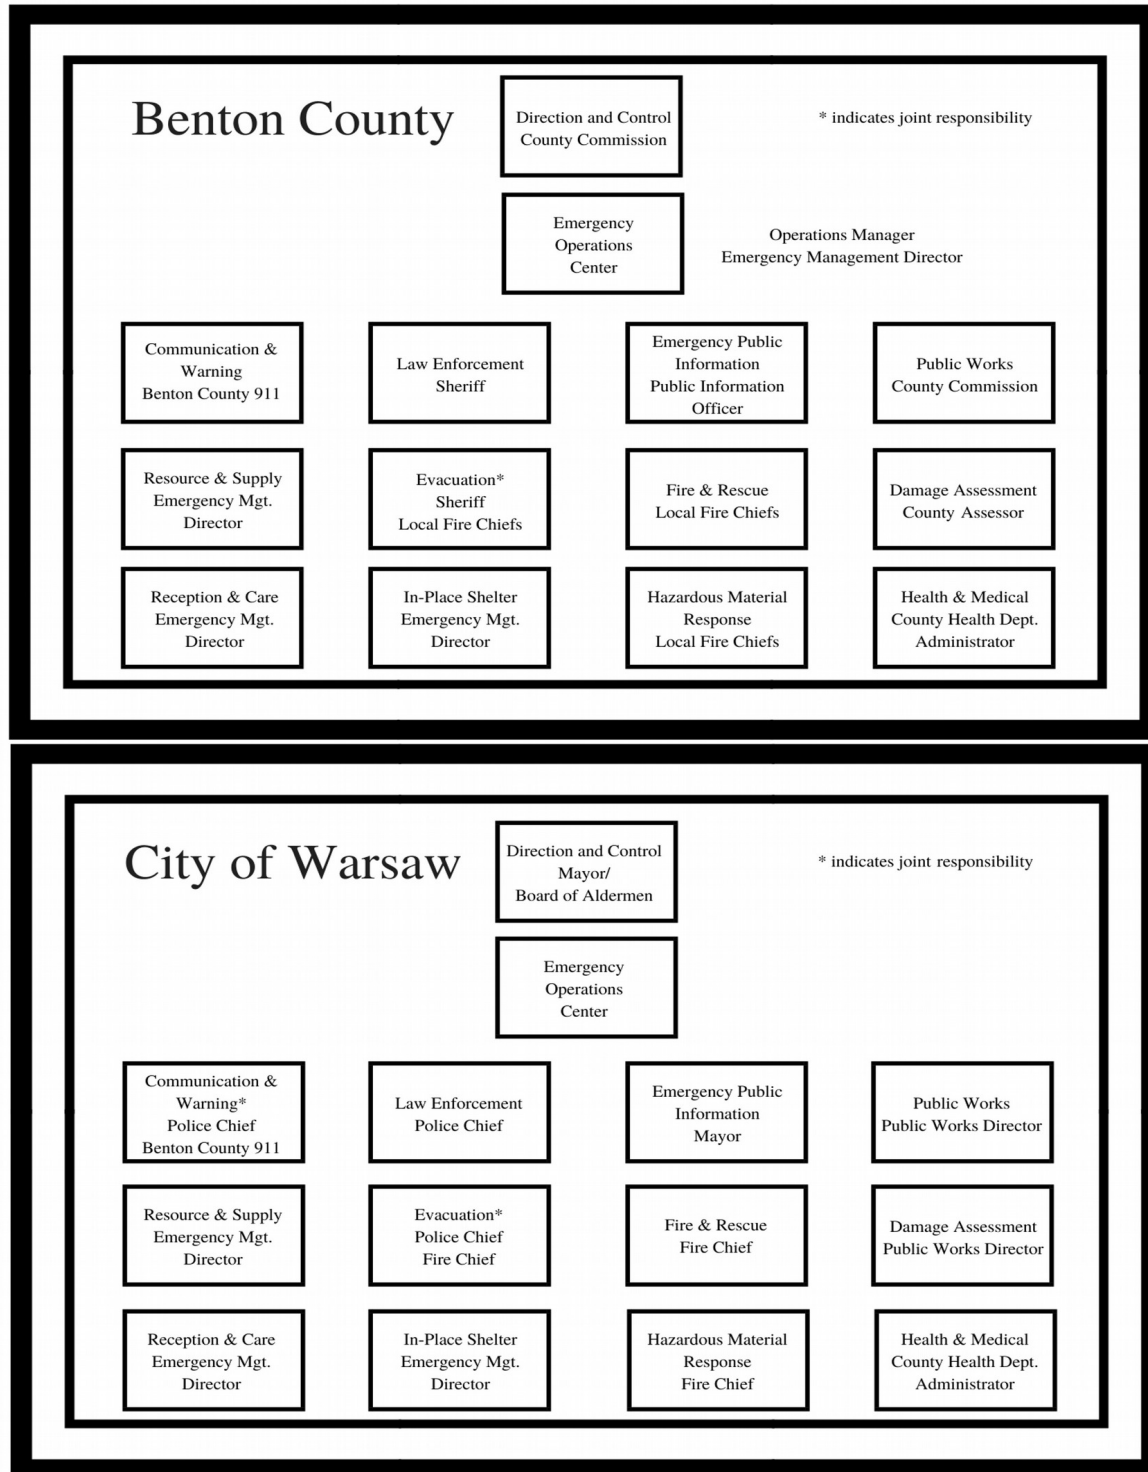 Benton County
Direction and Control
County Commission
* indicates joint responsibility
Emergency
Operations
Center
Operations Manager
Emergency Management Director
Communication &
Warning
Benton County 911
Law Enforcement
Sheriff
Emergency Public
Information
Public Information
Officer
Public Works
County Commission
Resource & Supply
Emergency Mgt.
Director
Evacuation*
Sheriff
Local Fire Chiefs
Fire & Rescue
Local Fire Chiefs
Damage Assessment
County Assessor
Reception & Care
Emergency Mgt.
Director
In-Place Shelter
Emergency Mgt.
Director
Hazardous Material
Response
Local Fire Chiefs
Health & Medical
County Health Dept.
Administrator
City of Warsaw
Direction and Control
Mayor/
Board of Aldermen
* indicates joint responsibility
Emergency
Operations
Center
Communication &
Warning*
Police Chief
Benton County 911
Law Enforcement
Police Chief
Emergency Public
Information
Mayor
Public Works
Public Works Director
Resource & Supply
Emergency Mgt.
Director
Evacuation*
Police Chief
Fire Chief
Fire & Rescue
Fire Chief
Damage Assessment
Public Works Director
Reception & Care
Emergency Mgt.
Director
In-Place Shelter
Emergency Mgt.
Director
Hazardous Material
Response
Fire Chief
Health & Medical
County Health Dept.
Administrator